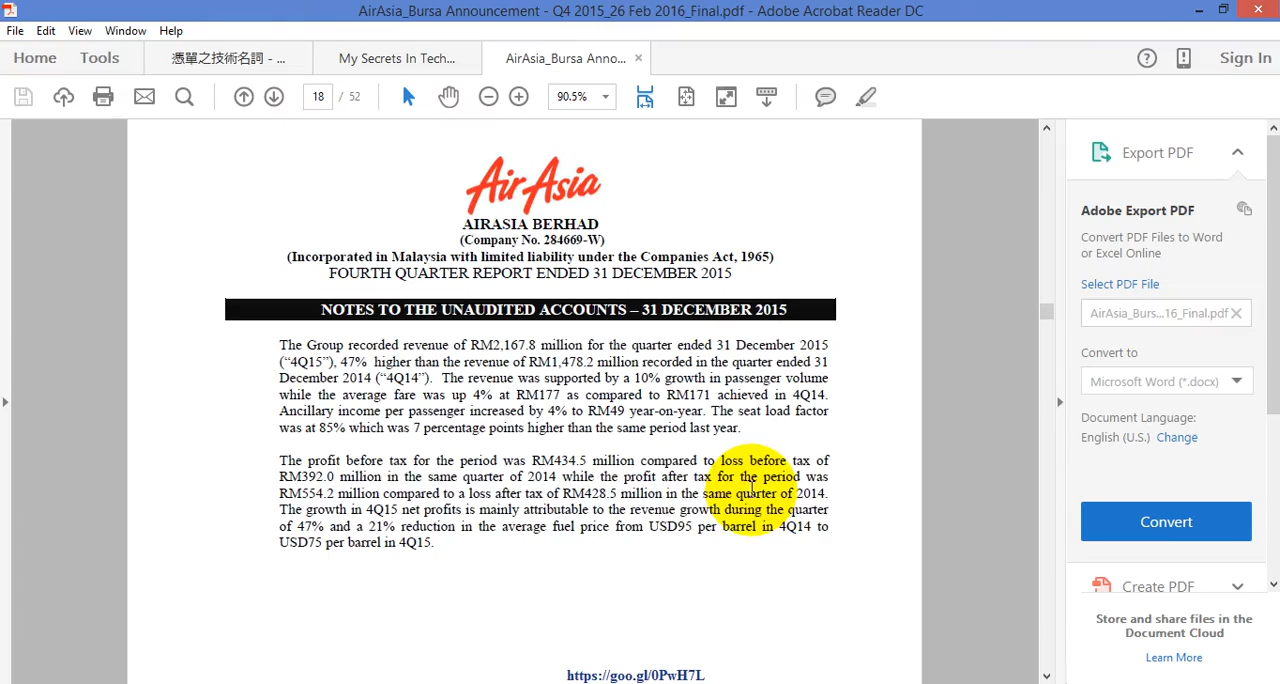 AirAsia_Bursa Announcement - Q4 2015_26 Feb 2016_Final.pdf - Adobe Acrobat Reader DC
File Edit View Window Help
Home Tools 憑單之技術名詞 - ... My Secrets In Tech... AirAsia_Bursa Anno... × Sign In
18 / 52 90.5%
AirAsia
AIRASIA BERHAD
(Company No. 284669-W)
(Incorporated in Malaysia with limited liability under the Companies Act, 1965)
FOURTH QUARTER REPORT ENDED 31 DECEMBER 2015
NOTES TO THE UNAUDITED ACCOUNTS – 31 DECEMBER 2015
The Group recorded revenue of RM2,167.8 million for the quarter ended 31 December 2015
(“4Q15”), 47% higher than the revenue of RM1,478.2 million recorded in the quarter ended 31
December 2014 (“4Q14”). The revenue was supported by a 10% growth in passenger volume
while the average fare was up 4% at RM177 as compared to RM171 achieved in 4Q14.
Ancillary income per passenger increased by 4% to RM49 year-on-year. The seat load factor
was at 85% which was 7 percentage points higher than the same period last year.
The profit before tax for the period was RM434.5 million compared to loss before tax of
RM392.0 million in the same quarter of 2014 while the profit after tax for the period was
RM554.2 million compared to a loss after tax of RM428.5 million in the same quarter of 2014.
The growth in 4Q15 net profits is mainly attributable to the revenue growth during the quarter
of 47% and a 21% reduction in the average fuel price from USD95 per barrel in 4Q14 to
USD75 per barrel in 4Q15.
https://goo.gl/0PwH7L
Export PDF
Adobe Export PDF
Convert PDF Files to Word
or Excel Online
Select PDF File
AirAsia_Burs...16_Final.pdf ×
Convert to
Microsoft Word (*.docx)
Document Language:
English (U.S.) Change
Convert
Create PDF
Store and share files in the
Document Cloud
Learn More